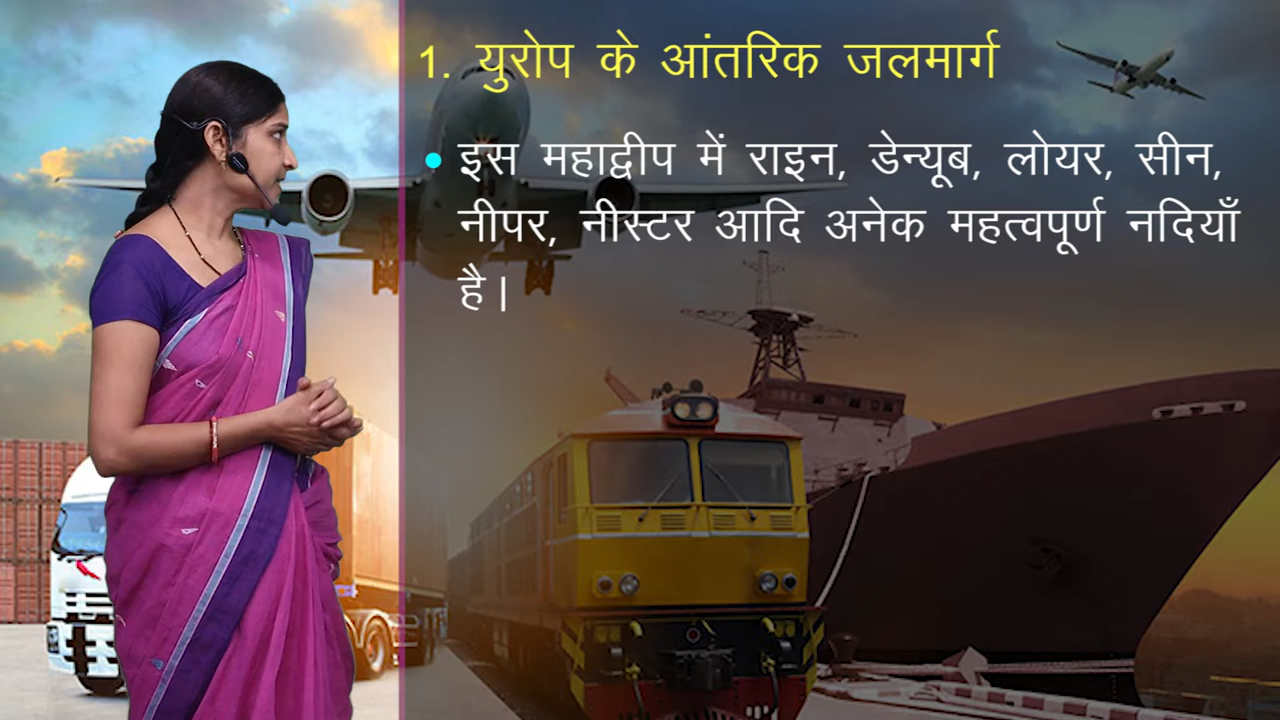 1. युरोप के आंतरिक जलमार्ग
• इस महाद्वीप में राइन, डेन्यूब, लोयर, सीन,
नीपर, नीस्टर आदि अनेक महत्वपूर्ण नदियाँ
है।